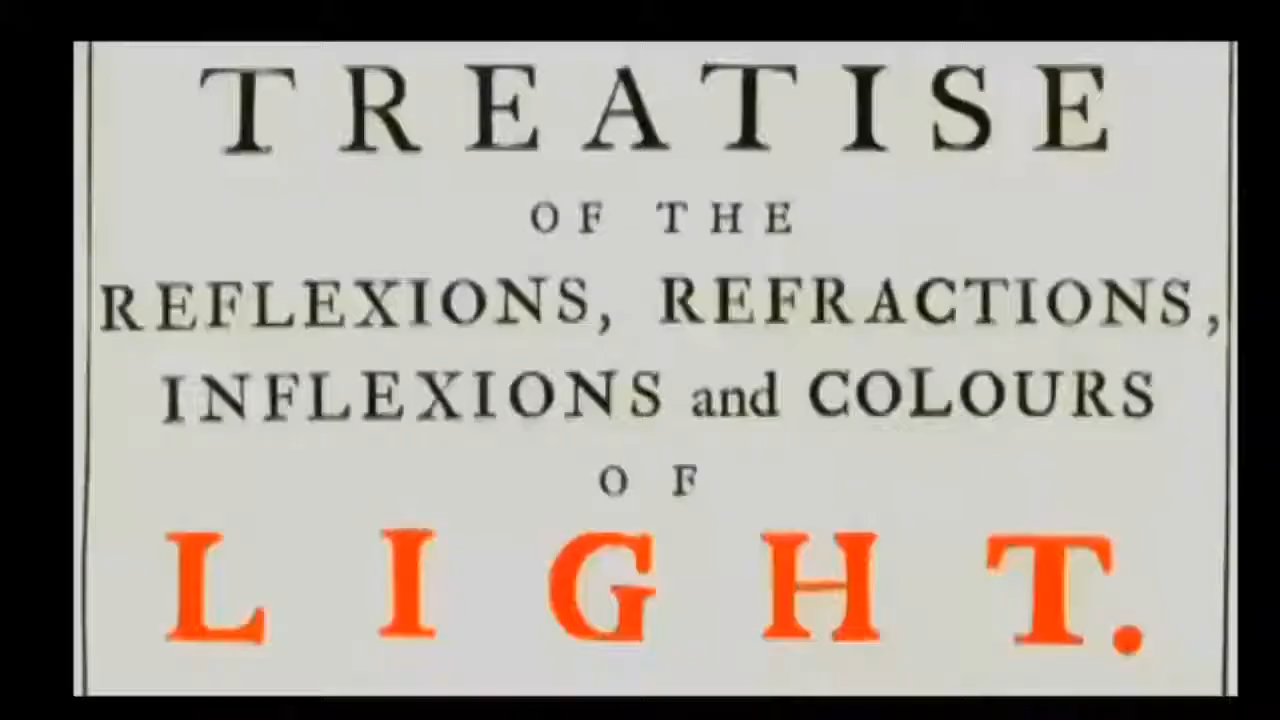 TREATISE
OF THE
REFLEXIONS, REFRACTIONS,
INFLEXIONS and COLOURS
OF
LIGHT.